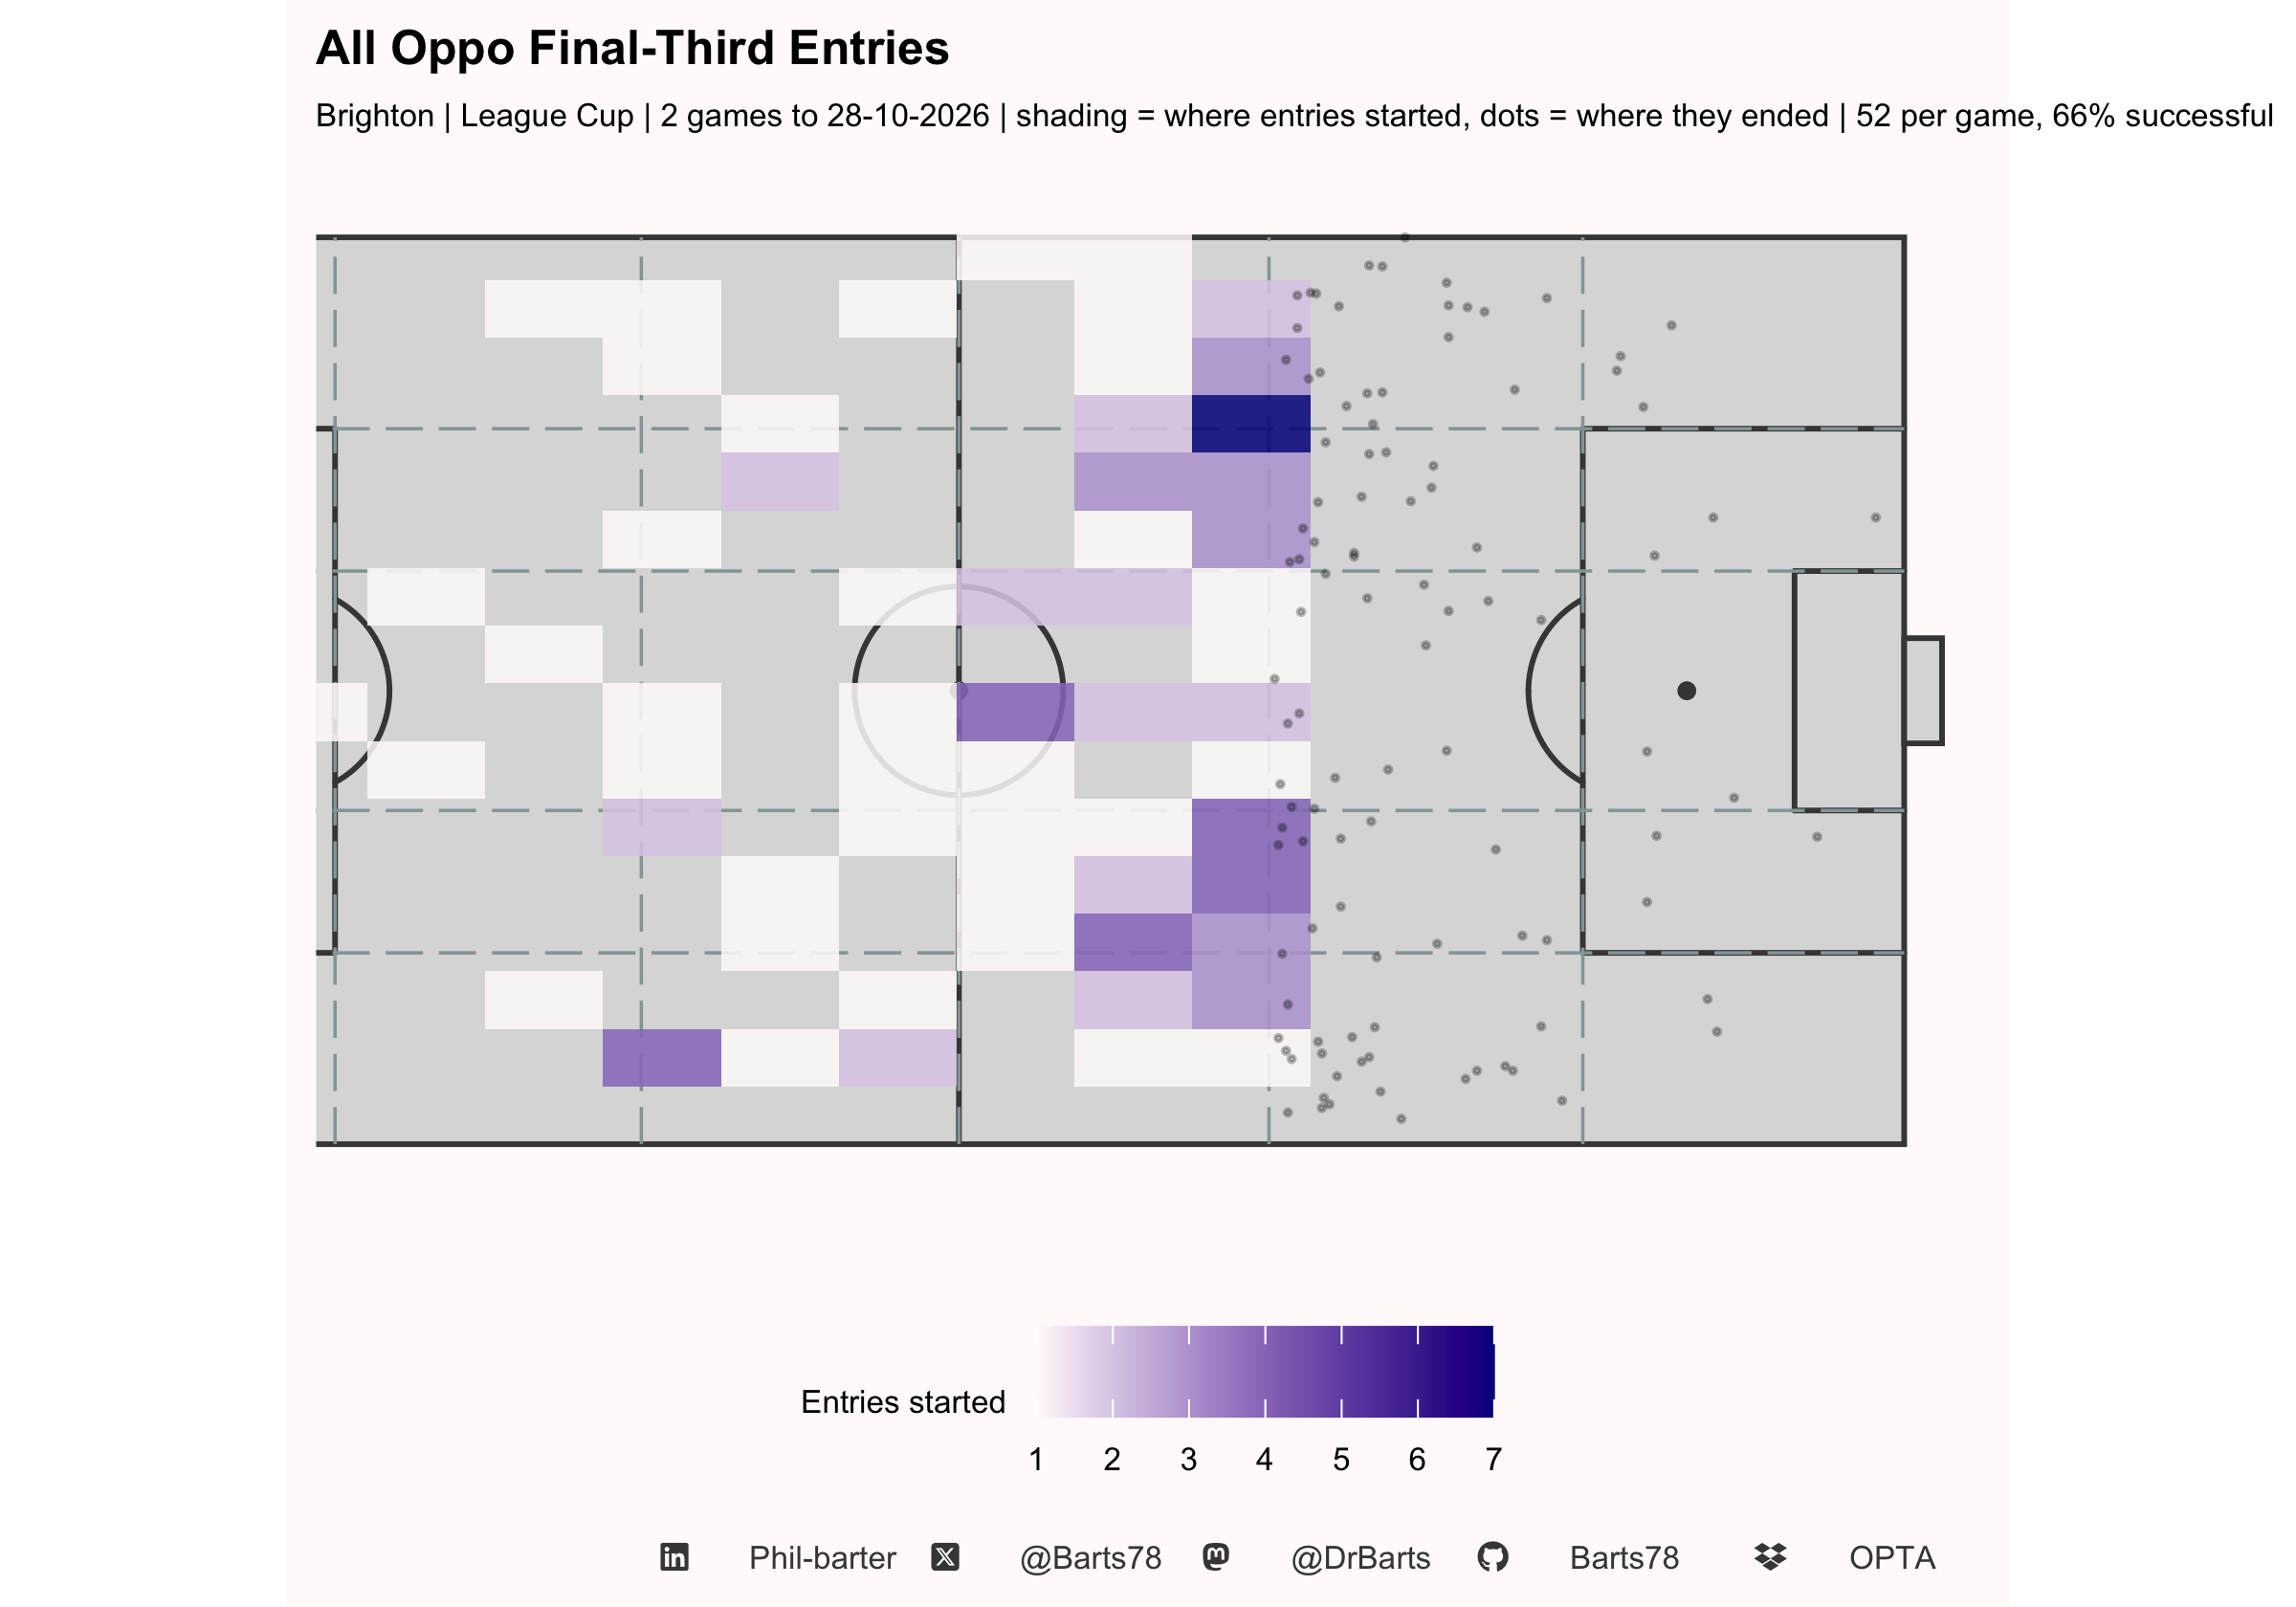 All Oppo Final-Third Entries
Brighton | League Cup | 2 games to 28-10-2026 | shading = where entries started, dots = where they ended | 52 per game, 66% successful
Entries started
1 2 3 4 5 6 7
Phil-barter @Barts78 @DrBarts Barts78 OPTA